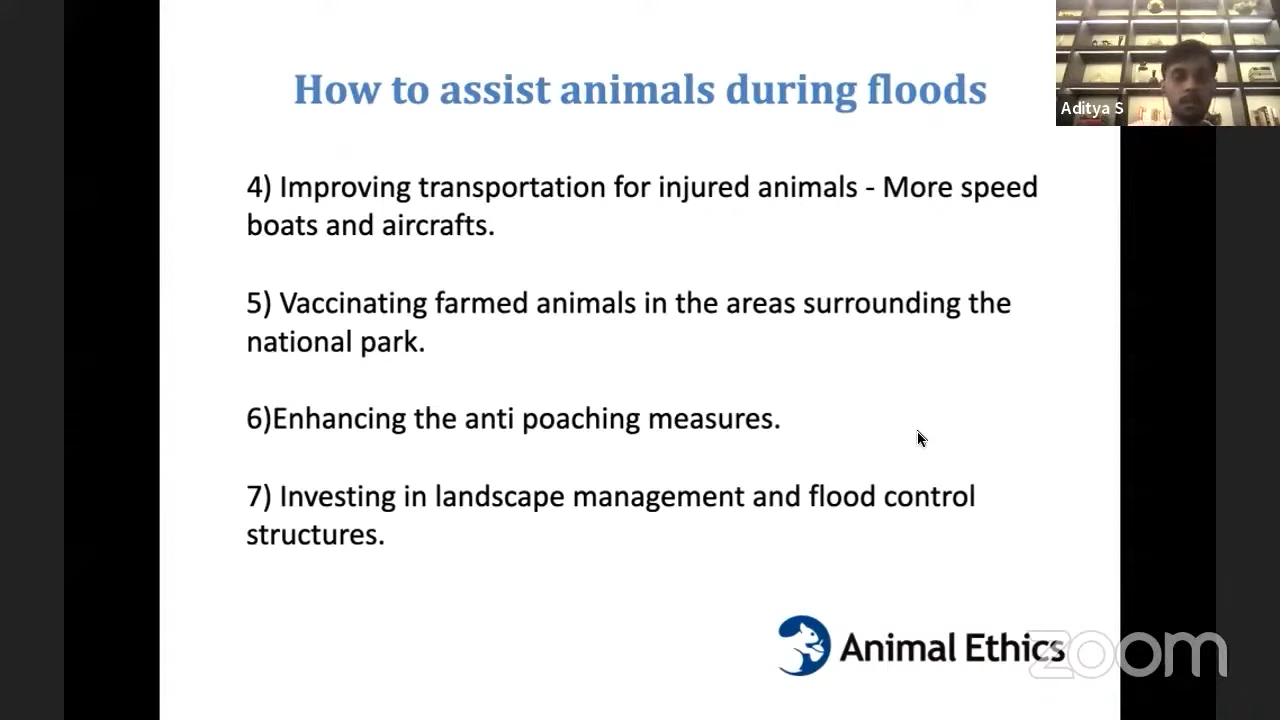 How to assist animals during floods
Aditya S
4) Improving transportation for injured animals - More speed
boats and aircrafts.
5) Vaccinating farmed animals in the areas surrounding the
national park.
6)Enhancing the anti poaching measures.
7) Investing in landscape management and flood control
structures.
Animal Ethics
zoom